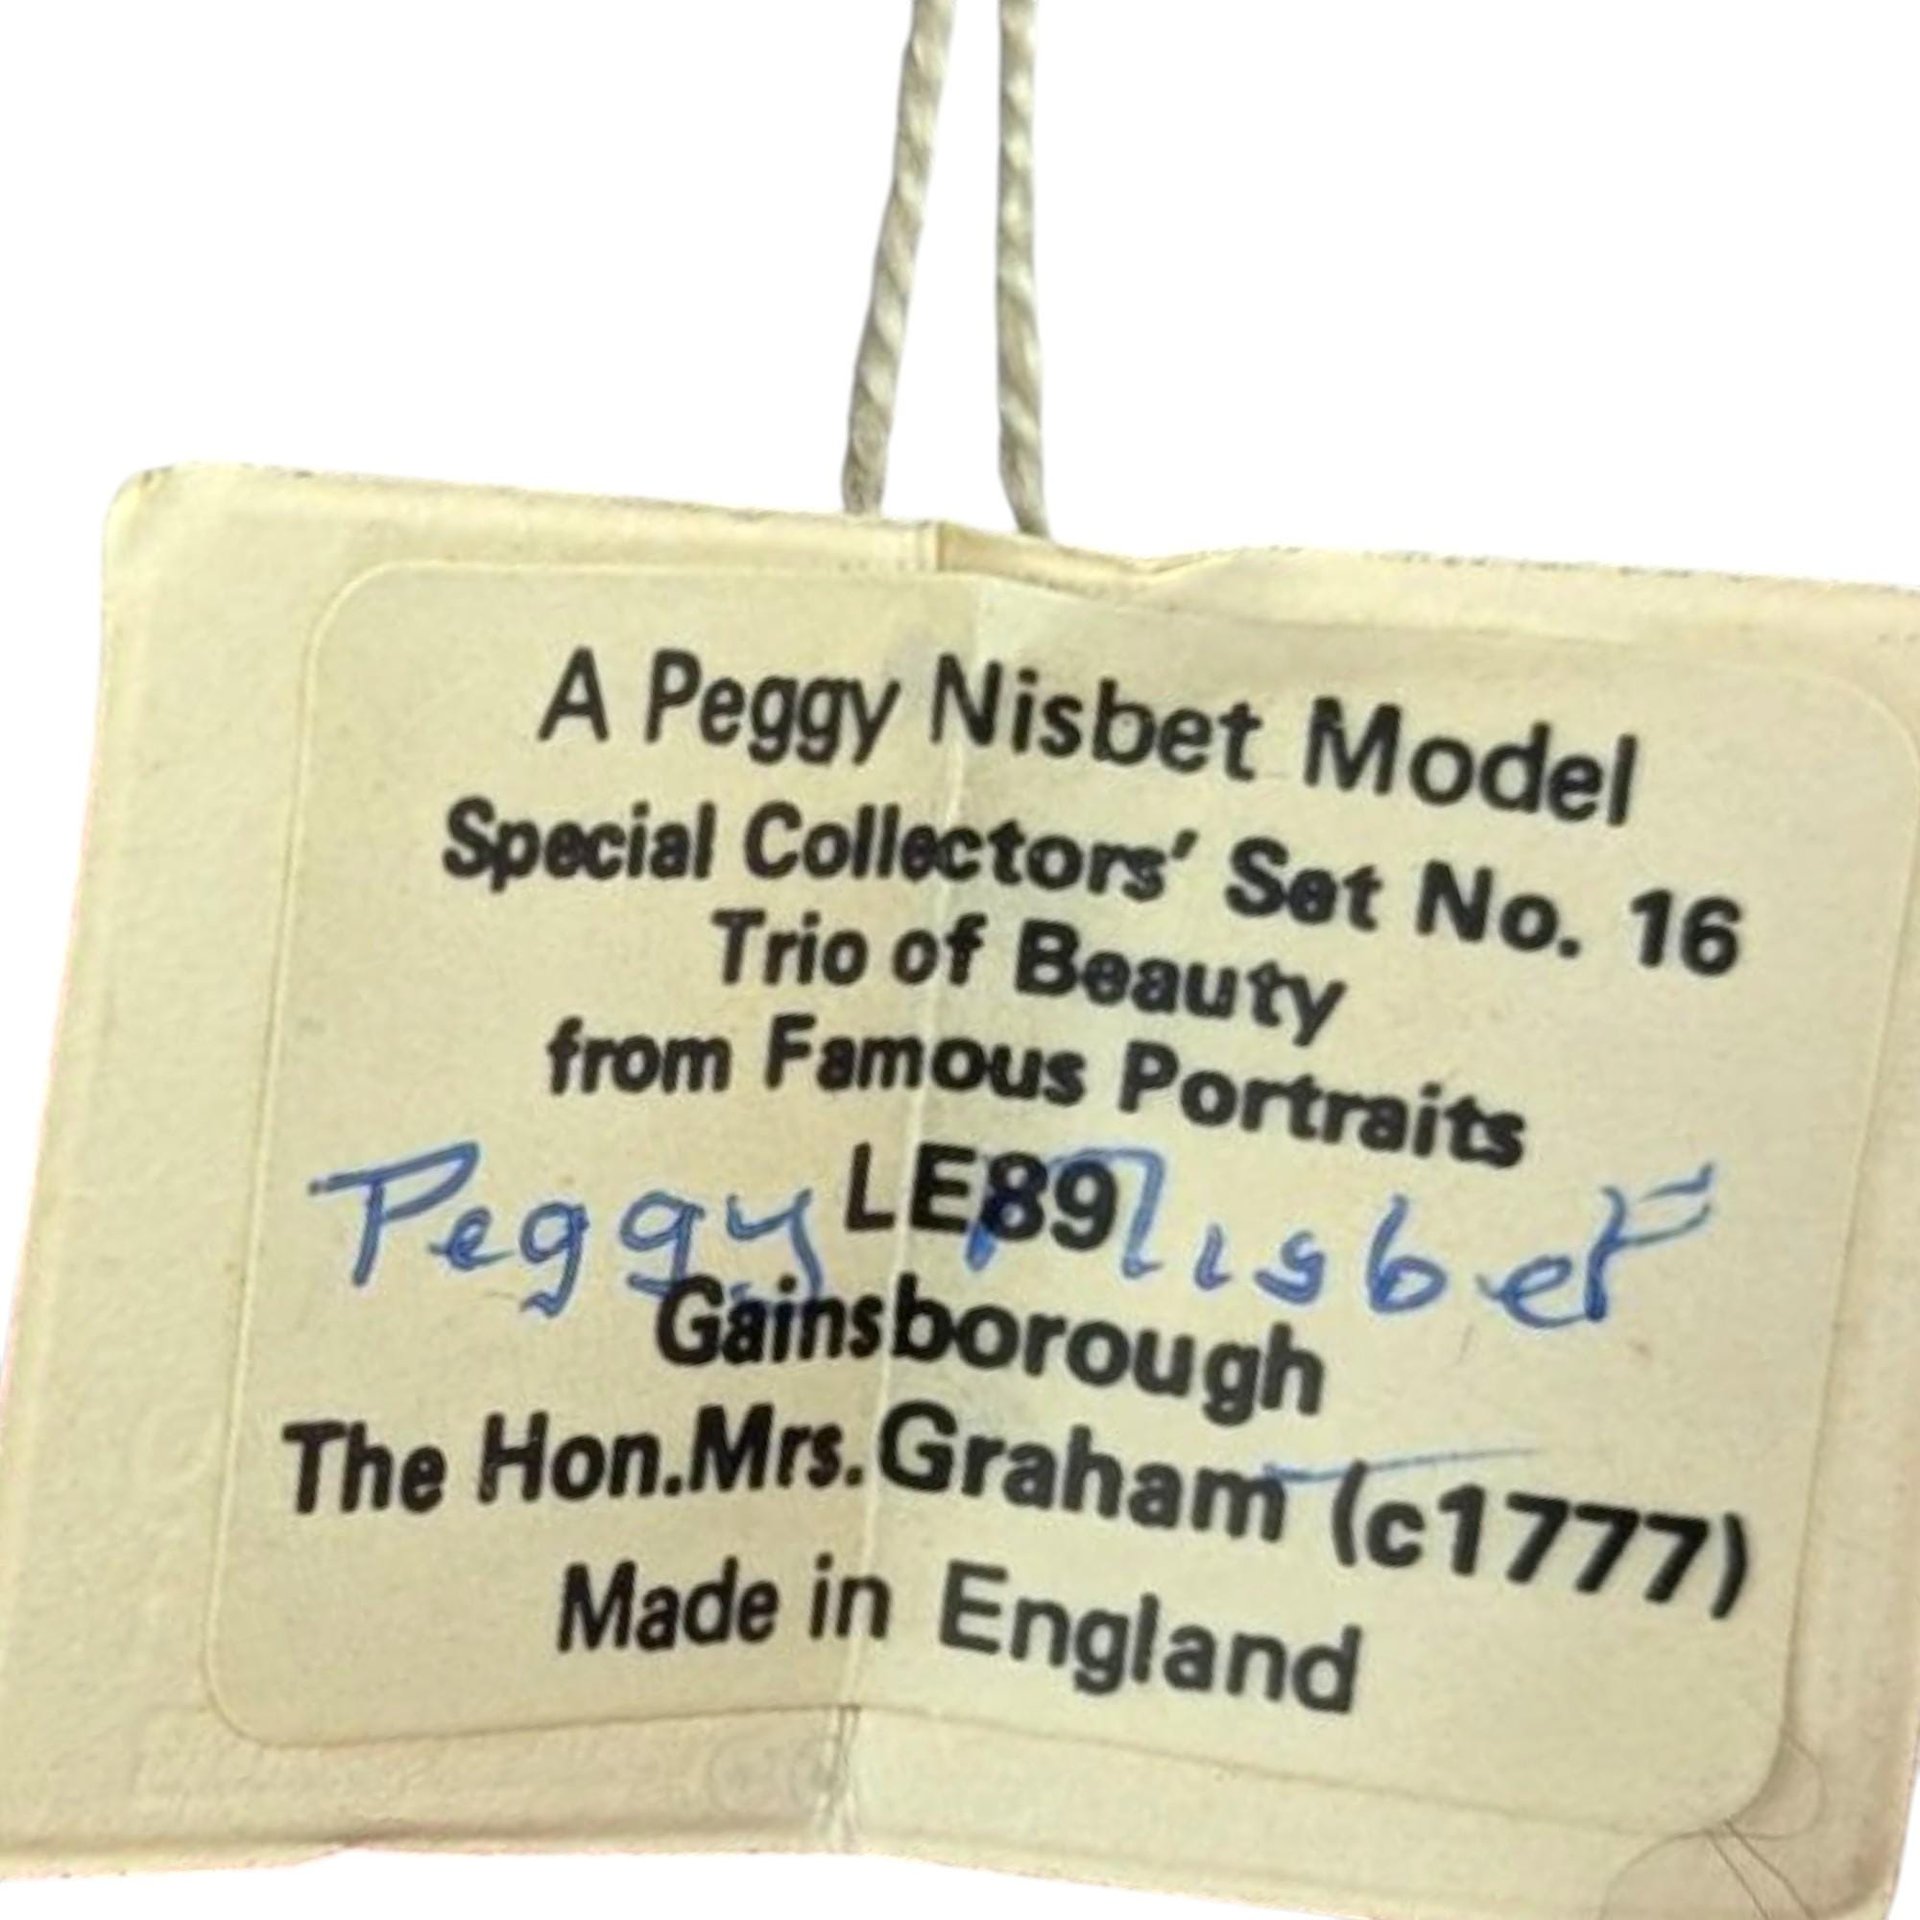 A Peggy Nisbet Model
Special Collectors' Set No. 16
Trio of Beauty
from Famous Portraits
LE89
Peggy Nisbet
Gainsborough
The Hon.Mrs.Graham (c1777)
Made in England